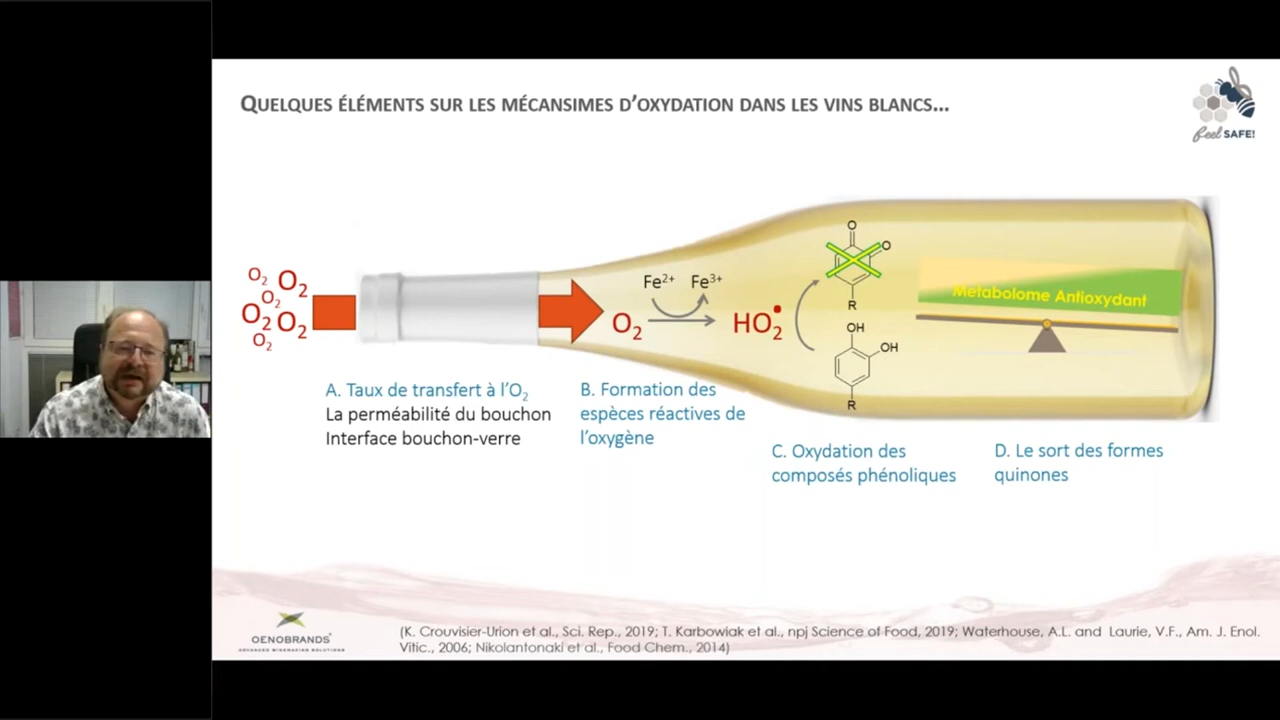 QUELQUES ÉLÉMENTS SUR LES MÉCANSIMES D'OXYDATION DANS LES VINS BLANCS...
feel SAFE!
O2 O2
O2
O2 O2
O2
O2
Fe2+ Fe3+
HO2•
O
O
R
OH
OH
R
Metabolome Antioxydant
A. Taux de transfert à l'O2
La perméabilité du bouchon
Interface bouchon-verre
B. Formation des
espèces réactives de
l'oxygène
C. Oxydation des
composés phénoliques
D. Le sort des formes
quinones
OENOBRANDS
ADVANCED WINEMAKING SOLUTIONS
(K. Crouvisier-Urion et al., Sci. Rep., 2019; T. Karbowiak et al., npj Science of Food, 2019; Waterhouse, A.L. and Laurie, V.F., Am. J. Enol.
Vitic., 2006; Nikolantonaki et al., Food Chem., 2014)